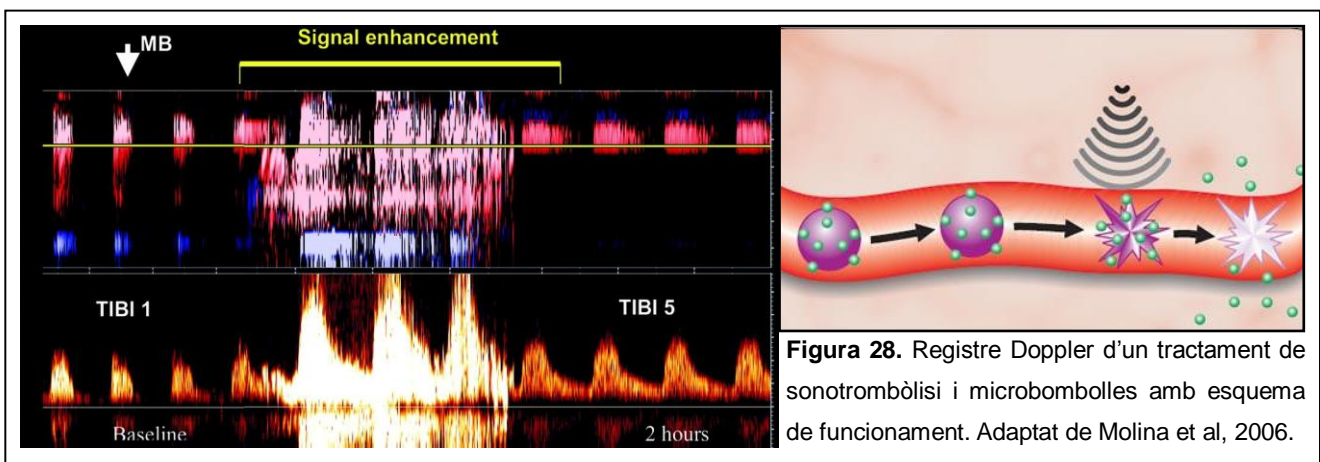 MB
Signal enhancement
TIBI 1
TIBI 5
Baseline
2 hours
Figura 28. Registre Doppler d'un tractament de
sonotrombòlisi i microbombolles amb esquema
de funcionament. Adaptat de Molina et al, 2006.